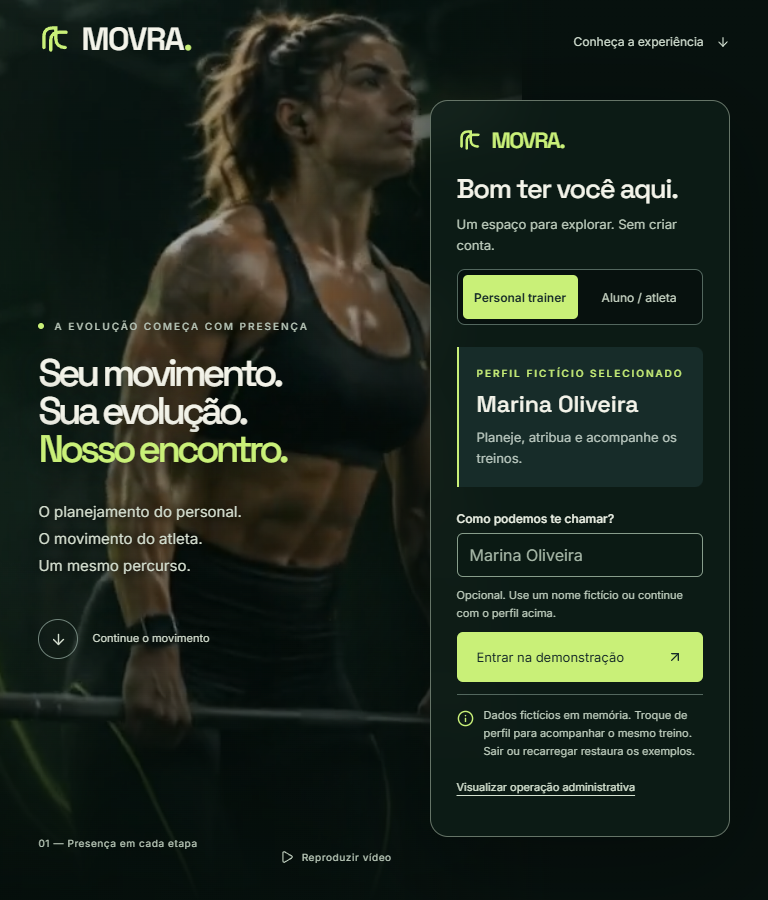 MOVRA.
Conheça a experiência
A EVOLUÇÃO COMEÇA COM PRESENÇA
Seu movimento.
Sua evolução.
Nosso encontro.
O planejamento do personal.
O movimento do atleta.
Um mesmo percurso.
Continue o movimento
01 — Presença em cada etapa
Reproduzir vídeo
MOVRA.
Bom ter você aqui.
Um espaço para explorar. Sem criar
conta.
Personal trainer
Aluno / atleta
PERFIL FICTÍCIO SELECIONADO
Marina Oliveira
Planeje, atribua e acompanhe os
treinos.
Como podemos te chamar?
Marina Oliveira
Opcional. Use um nome fictício ou continue
com o perfil acima.
Entrar na demonstração
Dados fictícios em memória. Troque de
perfil para acompanhar o mesmo treino.
Sair ou recarregar restaura os exemplos.
Visualizar operação administrativa